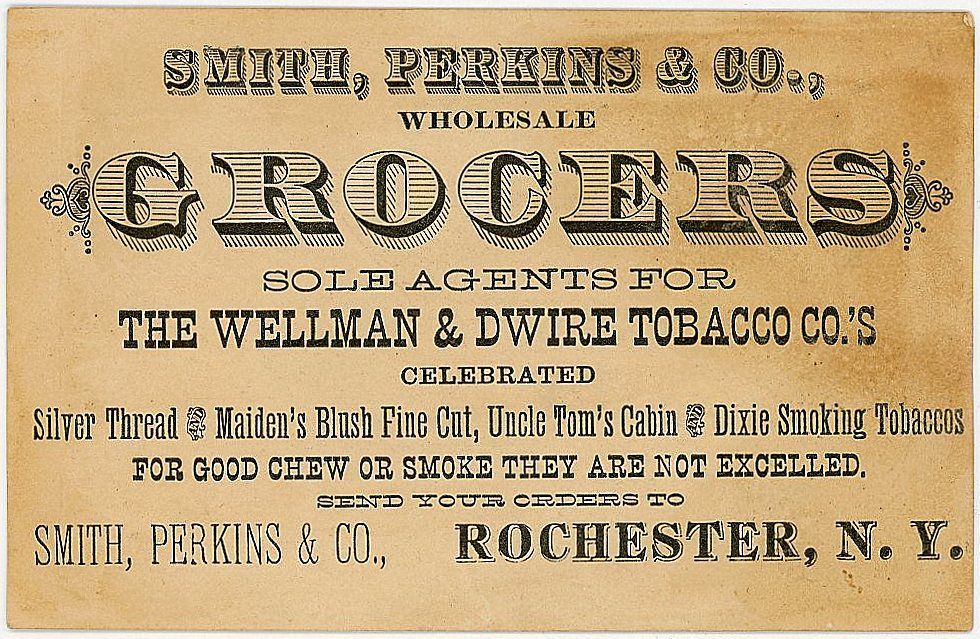 SMITH, PERKINS & CO.,
WHOLESALE
GROCERS
SOLE AGENTS FOR
THE WELLMAN & DWIRE TOBACCO CO.'S
CELEBRATED
Silver Thread & Maiden's Blush Fine Cut, Uncle Tom's Cabin & Dixie Smoking Tobaccos
FOR GOOD CHEW OR SMOKE THEY ARE NOT EXCELLED.
SEND YOUR ORDERS TO
SMITH, PERKINS & CO., ROCHESTER, N. Y.